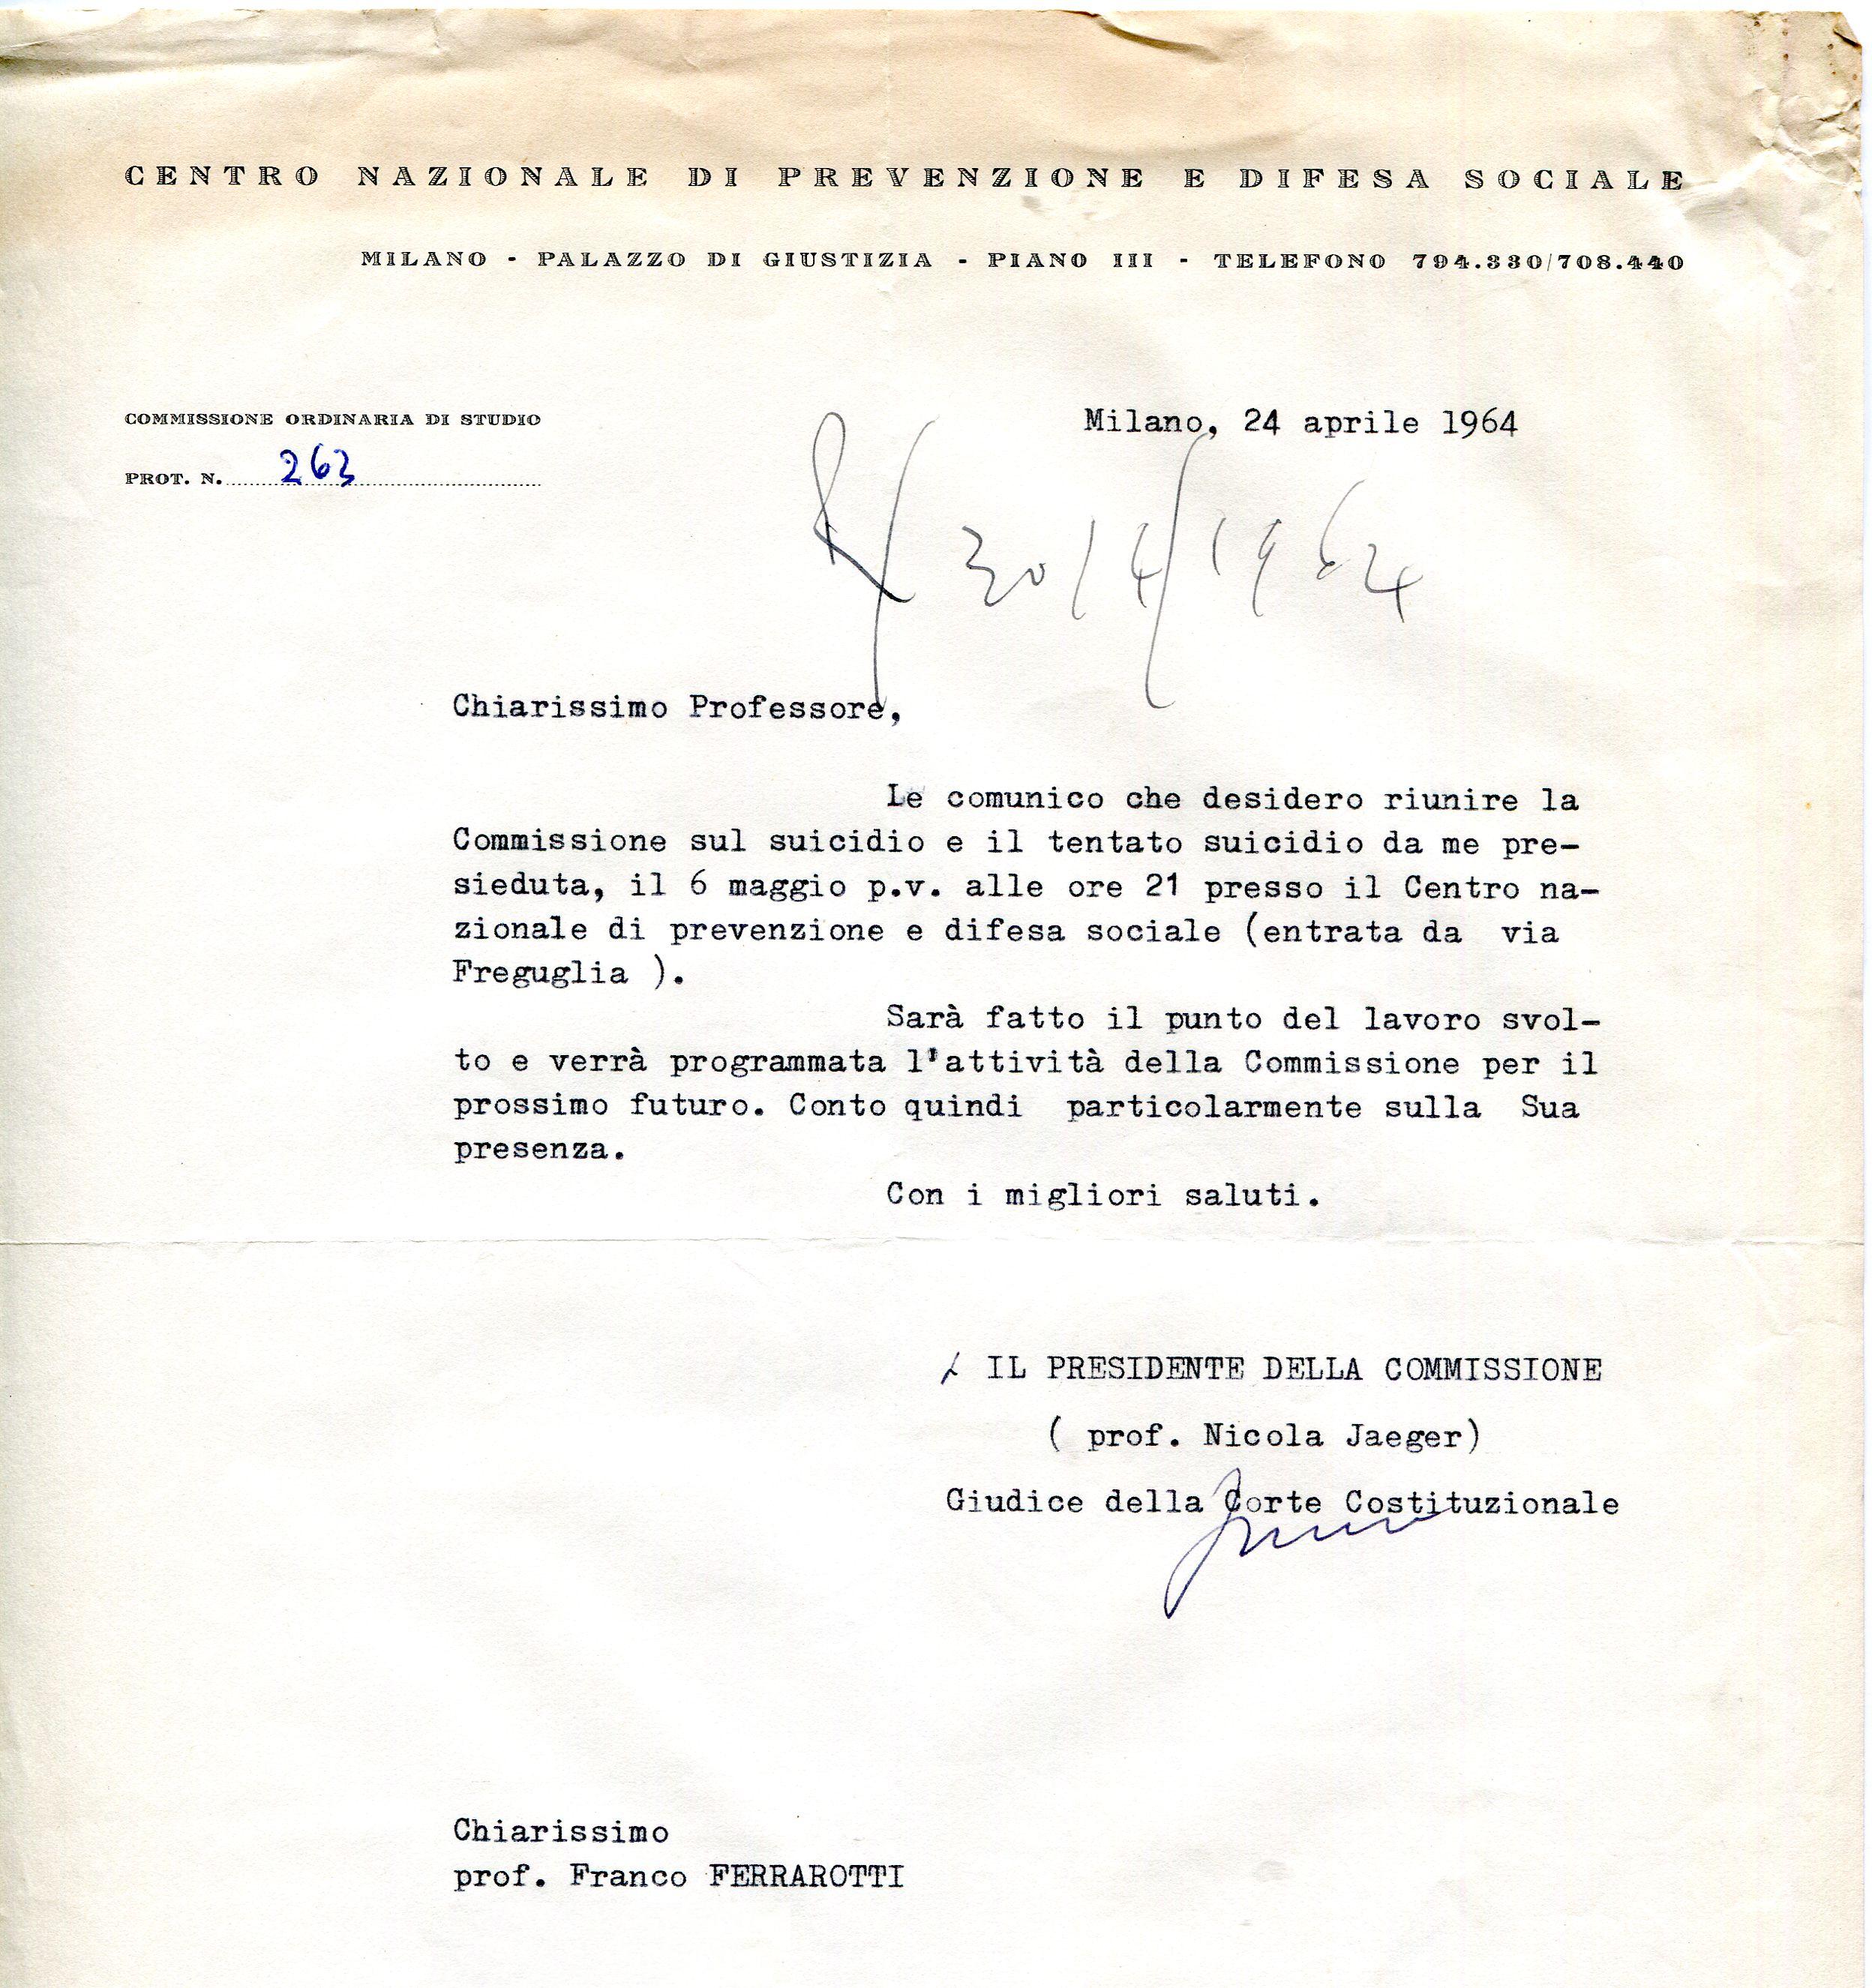 CENTRO NAZIONALE DI PREVENZIONE E DIFESA SOCIALE
MILANO - PALAZZO DI GIUSTIZIA - PIANO III - TELEFONO 794.330/708.440
COMMISSIONE ORDINARIA DI STUDIO
PROT. N. 263
Milano, 24 aprile 1964
R/ 30/4/1964
Chiarissimo Professore,
Le comunico che desidero riunire la
Commissione sul suicidio e il tentato suicidio da me pre-
sieduta, il 6 maggio p.v. alle ore 21 presso il Centro na-
zionale di prevenzione e difesa sociale (entrata da via
Freguglia ).
Sarà fatto il punto del lavoro svol-
to e verrà programmata l'attività della Commissione per il
prossimo futuro. Conto quindi particolarmente sulla Sua
presenza.
Con i migliori saluti.
IL PRESIDENTE DELLA COMMISSIONE
( prof. Nicola Jaeger)
Giudice della Corte Costituzionale
Chiarissimo
prof. Franco FERRAROTTI